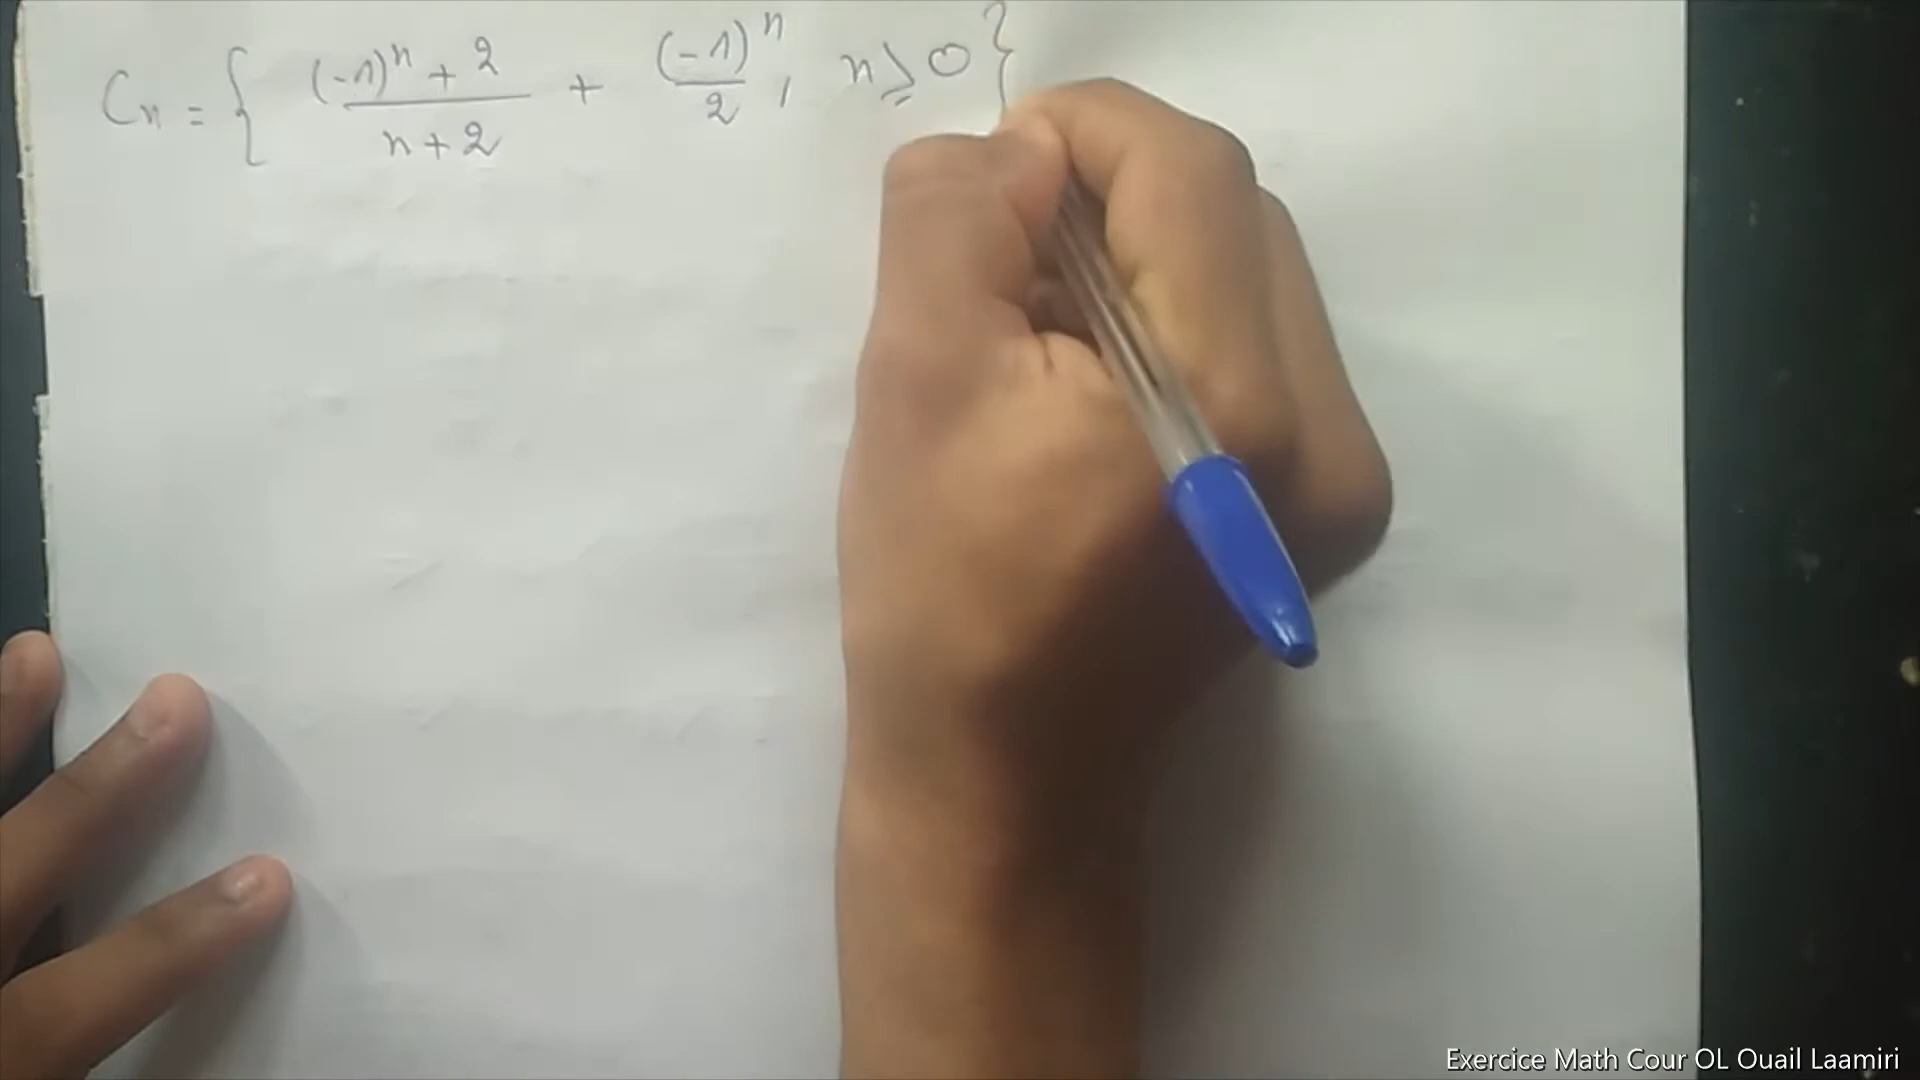 Cn = { ((-1)^n + 2)/(n+2) + (-1)^n/2 , n ≥ 0 }
Exercice Math Cour OL Ouail Laamiri